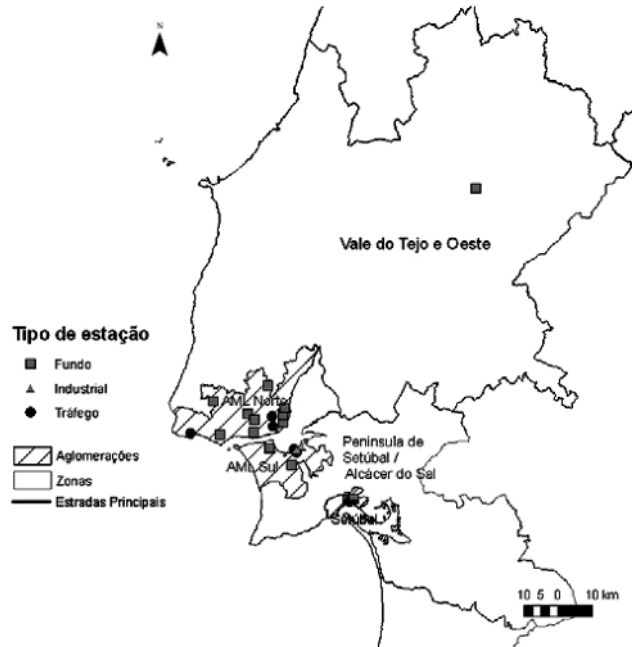 N
Vale do Tejo e Oeste
Tipo de estação
Fundo
Industrial
Tráfego
Aglomerações
Zonas
Estradas Principais
AML Norte
AML Sul
Península de
Setúbal /
Alcácer do Sal
Setúbal
10 5 0 10 km